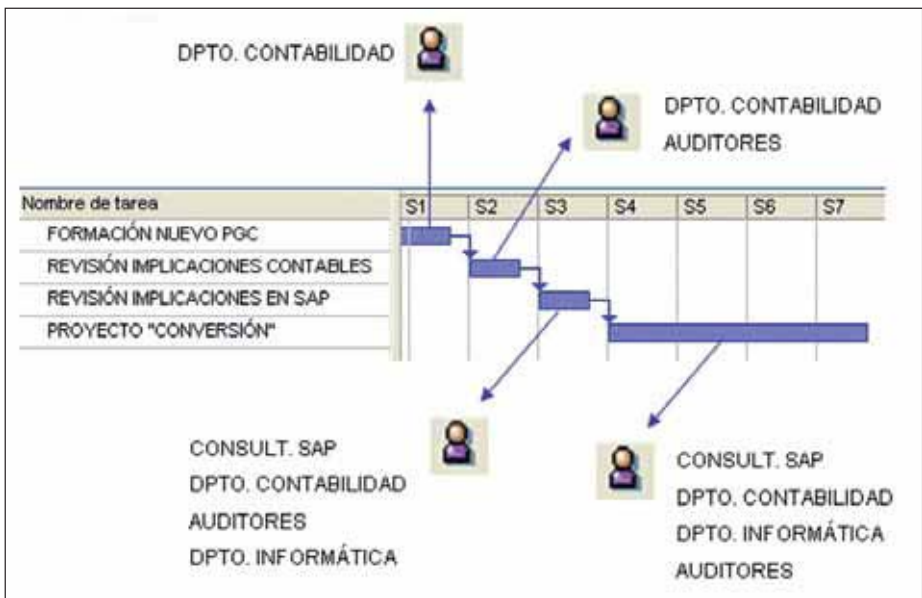 DPTO. CONTABILIDAD
DPTO. CONTABILIDAD
AUDITORES
Nombre de tarea
S1 S2 S3 S4 S5 S6 S7
FORMACIÓN NUEVO PGC
REVISIÓN IMPLICACIONES CONTABLES
REVISIÓN IMPLICACIONES EN SAP
PROYECTO "CONVERSIÓN"
CONSULT. SAP
DPTO. CONTABILIDAD
AUDITORES
DPTO. INFORMÁTICA
CONSULT. SAP
DPTO. CONTABILIDAD
DPTO. INFORMÁTICA
AUDITORES